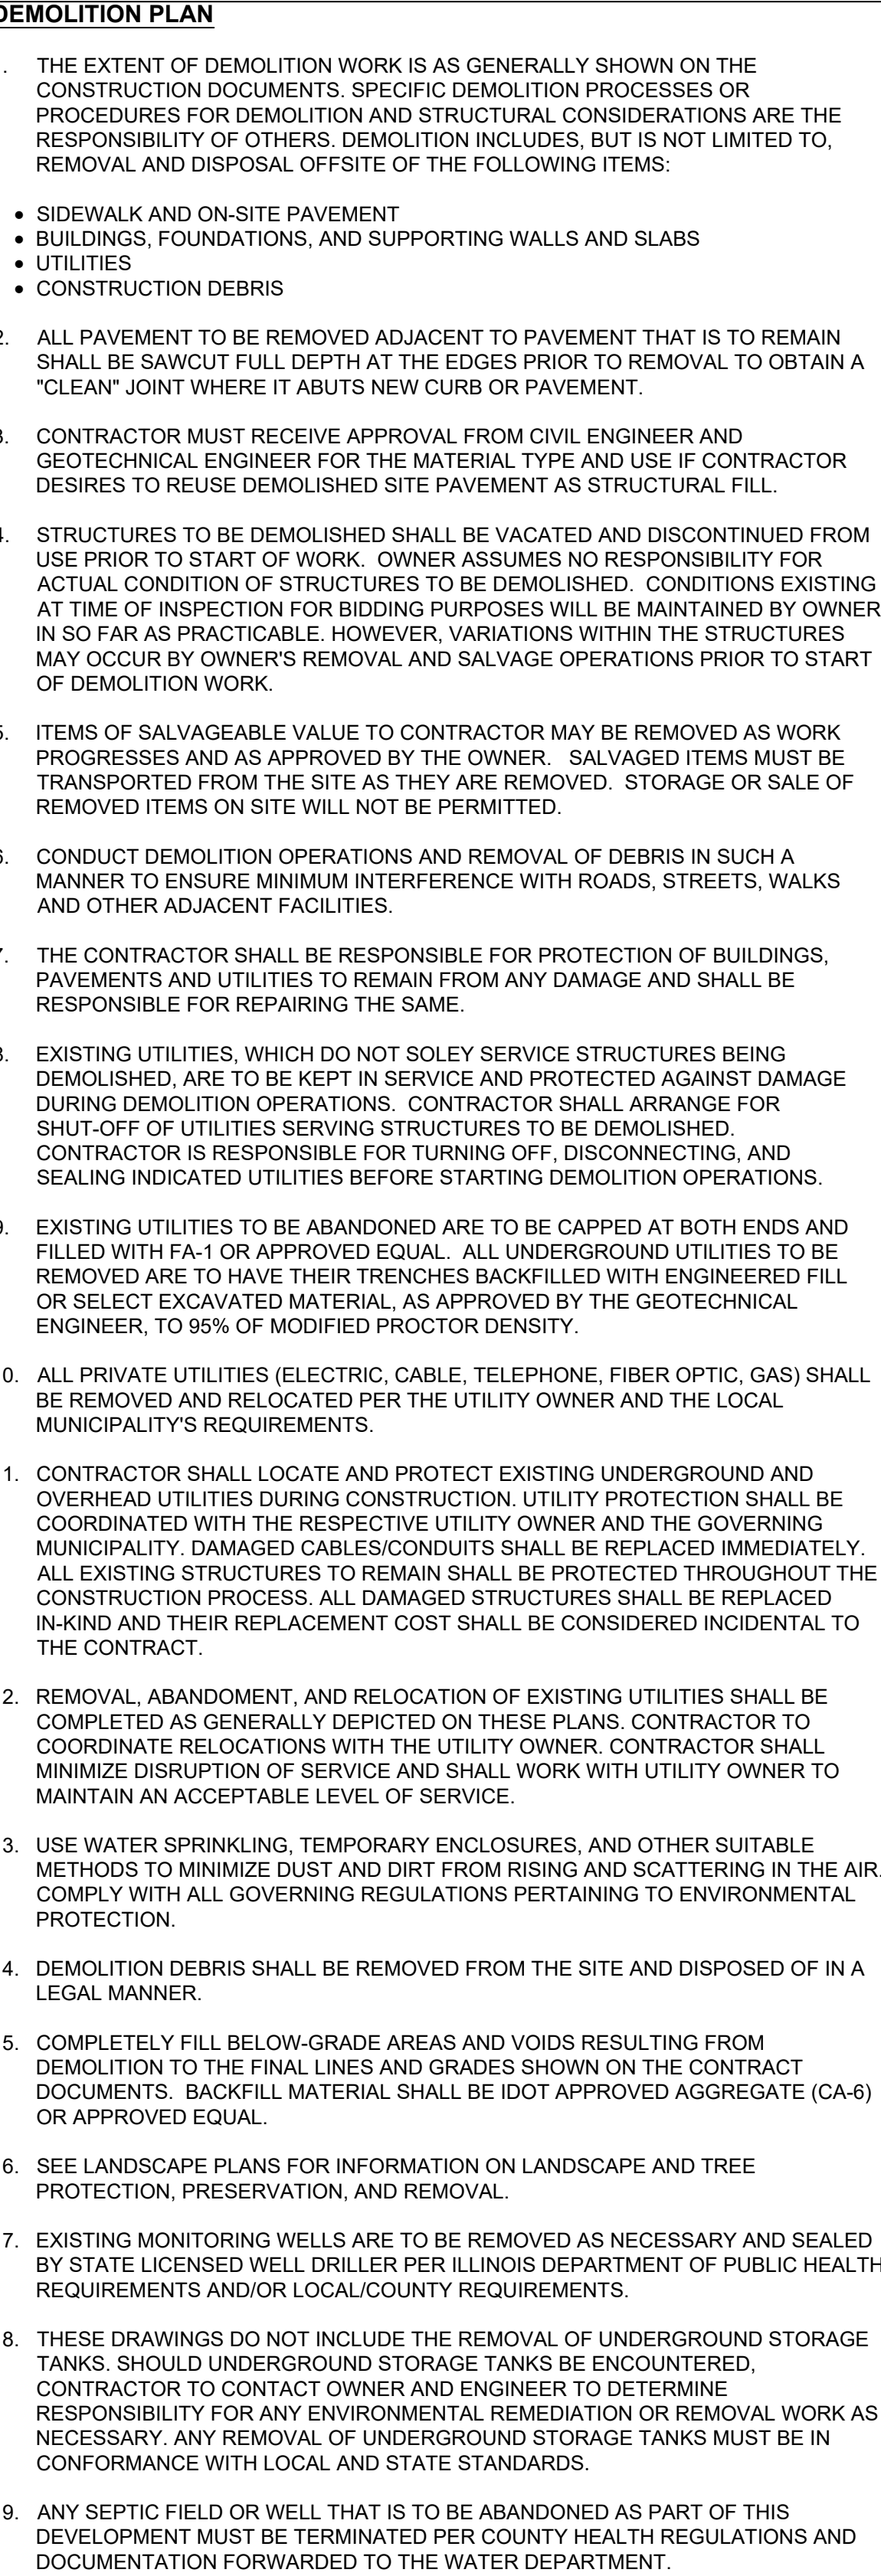 DEMOLITION PLAN
. THE EXTENT OF DEMOLITION WORK IS AS GENERALLY SHOWN ON THE
CONSTRUCTION DOCUMENTS. SPECIFIC DEMOLITION PROCESSES OR
PROCEDURES FOR DEMOLITION AND STRUCTURAL CONSIDERATIONS ARE THE
RESPONSIBILITY OF OTHERS. DEMOLITION INCLUDES, BUT IS NOT LIMITED TO,
REMOVAL AND DISPOSAL OFFSITE OF THE FOLLOWING ITEMS:
• SIDEWALK AND ON-SITE PAVEMENT
• BUILDINGS, FOUNDATIONS, AND SUPPORTING WALLS AND SLABS
• UTILITIES
• CONSTRUCTION DEBRIS
2. ALL PAVEMENT TO BE REMOVED ADJACENT TO PAVEMENT THAT IS TO REMAIN
SHALL BE SAWCUT FULL DEPTH AT THE EDGES PRIOR TO REMOVAL TO OBTAIN A
"CLEAN" JOINT WHERE IT ABUTS NEW CURB OR PAVEMENT.
3. CONTRACTOR MUST RECEIVE APPROVAL FROM CIVIL ENGINEER AND
GEOTECHNICAL ENGINEER FOR THE MATERIAL TYPE AND USE IF CONTRACTOR
DESIRES TO REUSE DEMOLISHED SITE PAVEMENT AS STRUCTURAL FILL.
4. STRUCTURES TO BE DEMOLISHED SHALL BE VACATED AND DISCONTINUED FROM
USE PRIOR TO START OF WORK. OWNER ASSUMES NO RESPONSIBILITY FOR
ACTUAL CONDITION OF STRUCTURES TO BE DEMOLISHED. CONDITIONS EXISTING
AT TIME OF INSPECTION FOR BIDDING PURPOSES WILL BE MAINTAINED BY OWNER
IN SO FAR AS PRACTICABLE. HOWEVER, VARIATIONS WITHIN THE STRUCTURES
MAY OCCUR BY OWNER'S REMOVAL AND SALVAGE OPERATIONS PRIOR TO START
OF DEMOLITION WORK.
5. ITEMS OF SALVAGEABLE VALUE TO CONTRACTOR MAY BE REMOVED AS WORK
PROGRESSES AND AS APPROVED BY THE OWNER. SALVAGED ITEMS MUST BE
TRANSPORTED FROM THE SITE AS THEY ARE REMOVED. STORAGE OR SALE OF
REMOVED ITEMS ON SITE WILL NOT BE PERMITTED.
6. CONDUCT DEMOLITION OPERATIONS AND REMOVAL OF DEBRIS IN SUCH A
MANNER TO ENSURE MINIMUM INTERFERENCE WITH ROADS, STREETS, WALKS
AND OTHER ADJACENT FACILITIES.
7. THE CONTRACTOR SHALL BE RESPONSIBLE FOR PROTECTION OF BUILDINGS,
PAVEMENTS AND UTILITIES TO REMAIN FROM ANY DAMAGE AND SHALL BE
RESPONSIBLE FOR REPAIRING THE SAME.
8. EXISTING UTILITIES, WHICH DO NOT SOLEY SERVICE STRUCTURES BEING
DEMOLISHED, ARE TO BE KEPT IN SERVICE AND PROTECTED AGAINST DAMAGE
DURING DEMOLITION OPERATIONS. CONTRACTOR SHALL ARRANGE FOR
SHUT-OFF OF UTILITIES SERVING STRUCTURES TO BE DEMOLISHED.
CONTRACTOR IS RESPONSIBLE FOR TURNING OFF, DISCONNECTING, AND
SEALING INDICATED UTILITIES BEFORE STARTING DEMOLITION OPERATIONS.
9. EXISTING UTILITIES TO BE ABANDONED ARE TO BE CAPPED AT BOTH ENDS AND
FILLED WITH FA-1 OR APPROVED EQUAL. ALL UNDERGROUND UTILITIES TO BE
REMOVED ARE TO HAVE THEIR TRENCHES BACKFILLED WITH ENGINEERED FILL
OR SELECT EXCAVATED MATERIAL, AS APPROVED BY THE GEOTECHNICAL
ENGINEER, TO 95% OF MODIFIED PROCTOR DENSITY.
0. ALL PRIVATE UTILITIES (ELECTRIC, CABLE, TELEPHONE, FIBER OPTIC, GAS) SHALL
BE REMOVED AND RELOCATED PER THE UTILITY OWNER AND THE LOCAL
MUNICIPALITY'S REQUIREMENTS.
1. CONTRACTOR SHALL LOCATE AND PROTECT EXISTING UNDERGROUND AND
OVERHEAD UTILITIES DURING CONSTRUCTION. UTILITY PROTECTION SHALL BE
COORDINATED WITH THE RESPECTIVE UTILITY OWNER AND THE GOVERNING
MUNICIPALITY. DAMAGED CABLES/CONDUITS SHALL BE REPLACED IMMEDIATELY.
ALL EXISTING STRUCTURES TO REMAIN SHALL BE PROTECTED THROUGHOUT THE
CONSTRUCTION PROCESS. ALL DAMAGED STRUCTURES SHALL BE REPLACED
IN-KIND AND THEIR REPLACEMENT COST SHALL BE CONSIDERED INCIDENTAL TO
THE CONTRACT.
2. REMOVAL, ABANDOMENT, AND RELOCATION OF EXISTING UTILITIES SHALL BE
COMPLETED AS GENERALLY DEPICTED ON THESE PLANS. CONTRACTOR TO
COORDINATE RELOCATIONS WITH THE UTILITY OWNER. CONTRACTOR SHALL
MINIMIZE DISRUPTION OF SERVICE AND SHALL WORK WITH UTILITY OWNER TO
MAINTAIN AN ACCEPTABLE LEVEL OF SERVICE.
3. USE WATER SPRINKLING, TEMPORARY ENCLOSURES, AND OTHER SUITABLE
METHODS TO MINIMIZE DUST AND DIRT FROM RISING AND SCATTERING IN THE AIR.
COMPLY WITH ALL GOVERNING REGULATIONS PERTAINING TO ENVIRONMENTAL
PROTECTION.
4. DEMOLITION DEBRIS SHALL BE REMOVED FROM THE SITE AND DISPOSED OF IN A
LEGAL MANNER.
5. COMPLETELY FILL BELOW-GRADE AREAS AND VOIDS RESULTING FROM
DEMOLITION TO THE FINAL LINES AND GRADES SHOWN ON THE CONTRACT
DOCUMENTS. BACKFILL MATERIAL SHALL BE IDOT APPROVED AGGREGATE (CA-6)
OR APPROVED EQUAL.
6. SEE LANDSCAPE PLANS FOR INFORMATION ON LANDSCAPE AND TREE
PROTECTION, PRESERVATION, AND REMOVAL.
7. EXISTING MONITORING WELLS ARE TO BE REMOVED AS NECESSARY AND SEALED
BY STATE LICENSED WELL DRILLER PER ILLINOIS DEPARTMENT OF PUBLIC HEALTH
REQUIREMENTS AND/OR LOCAL/COUNTY REQUIREMENTS.
8. THESE DRAWINGS DO NOT INCLUDE THE REMOVAL OF UNDERGROUND STORAGE
TANKS. SHOULD UNDERGROUND STORAGE TANKS BE ENCOUNTERED,
CONTRACTOR TO CONTACT OWNER AND ENGINEER TO DETERMINE
RESPONSIBILITY FOR ANY ENVIRONMENTAL REMEDIATION OR REMOVAL WORK AS
NECESSARY. ANY REMOVAL OF UNDERGROUND STORAGE TANKS MUST BE IN
CONFORMANCE WITH LOCAL AND STATE STANDARDS.
9. ANY SEPTIC FIELD OR WELL THAT IS TO BE ABANDONED AS PART OF THIS
DEVELOPMENT MUST BE TERMINATED PER COUNTY HEALTH REGULATIONS AND
DOCUMENTATION FORWARDED TO THE WATER DEPARTMENT.